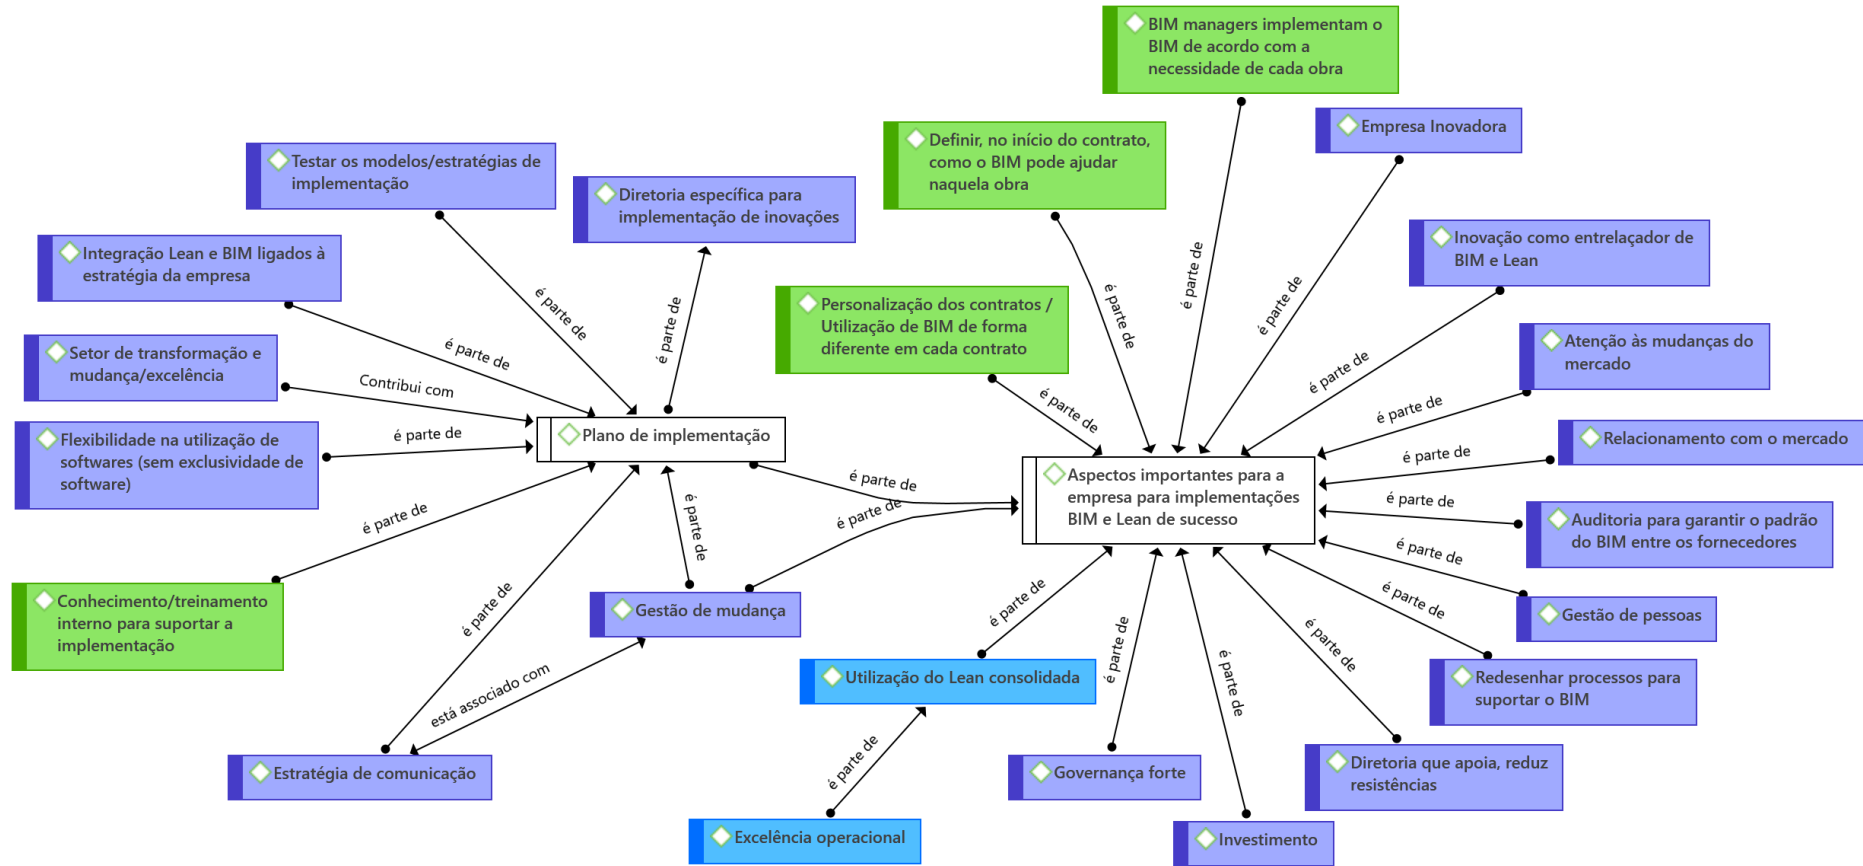 BIM managers implementam o
BIM de acordo com a
necessidade de cada obra
Empresa Inovadora
Definir, no início do contrato,
como o BIM pode ajudar
naquela obra
Testar os modelos/estratégias de
implementação
Diretoria específica para
implementação de inovações
Inovação como entrelaçador de
BIM e Lean
Integração Lean e BIM ligados à
estratégia da empresa
é parte de
é parte de
é parte de
é parte de
é parte de
Personalização dos contratos /
Utilização de BIM de forma
diferente em cada contrato
Atenção às mudanças do
mercado
Setor de transformação e
mudança/excelência
é parte de
Contribui com
é parte de
é parte de
é parte de
Flexibilidade na utilização de
softwares (sem exclusividade de
software)
é parte de
Plano de implementação
Relacionamento com o mercado
é parte de
Aspectos importantes para a
empresa para implementações
BIM e Lean de sucesso
é parte de
é parte de
é parte de
é parte de
é parte de
Auditoria para garantir o padrão
do BIM entre os fornecedores
é parte de
Conhecimento/treinamento
interno para suportar a
implementação
é parte de
Gestão de mudança
é parte de
é parte de
Gestão de pessoas
é parte de
é parte de
é parte de
Utilização do Lean consolidada
Redesenhar processos para
suportar o BIM
está associado com
é parte de
Estratégia de comunicação
é parte de
Governança forte
Diretoria que apoia, reduz
resistências
Excelência operacional
Investimento